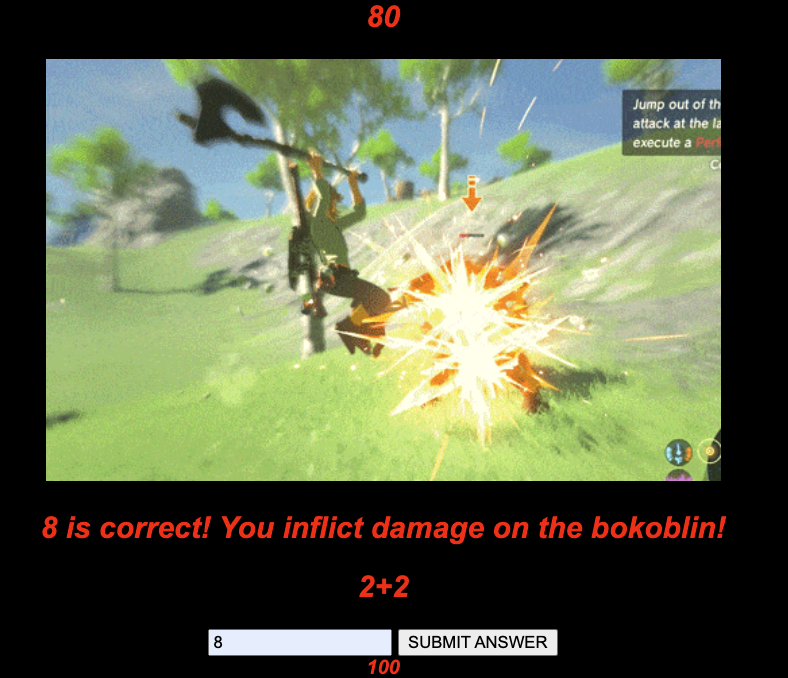 80
Jump out of th
attack at the la
execute a Perf
C
8 is correct! You inflict damage on the bokoblin!
2+2
8 SUBMIT ANSWER
100